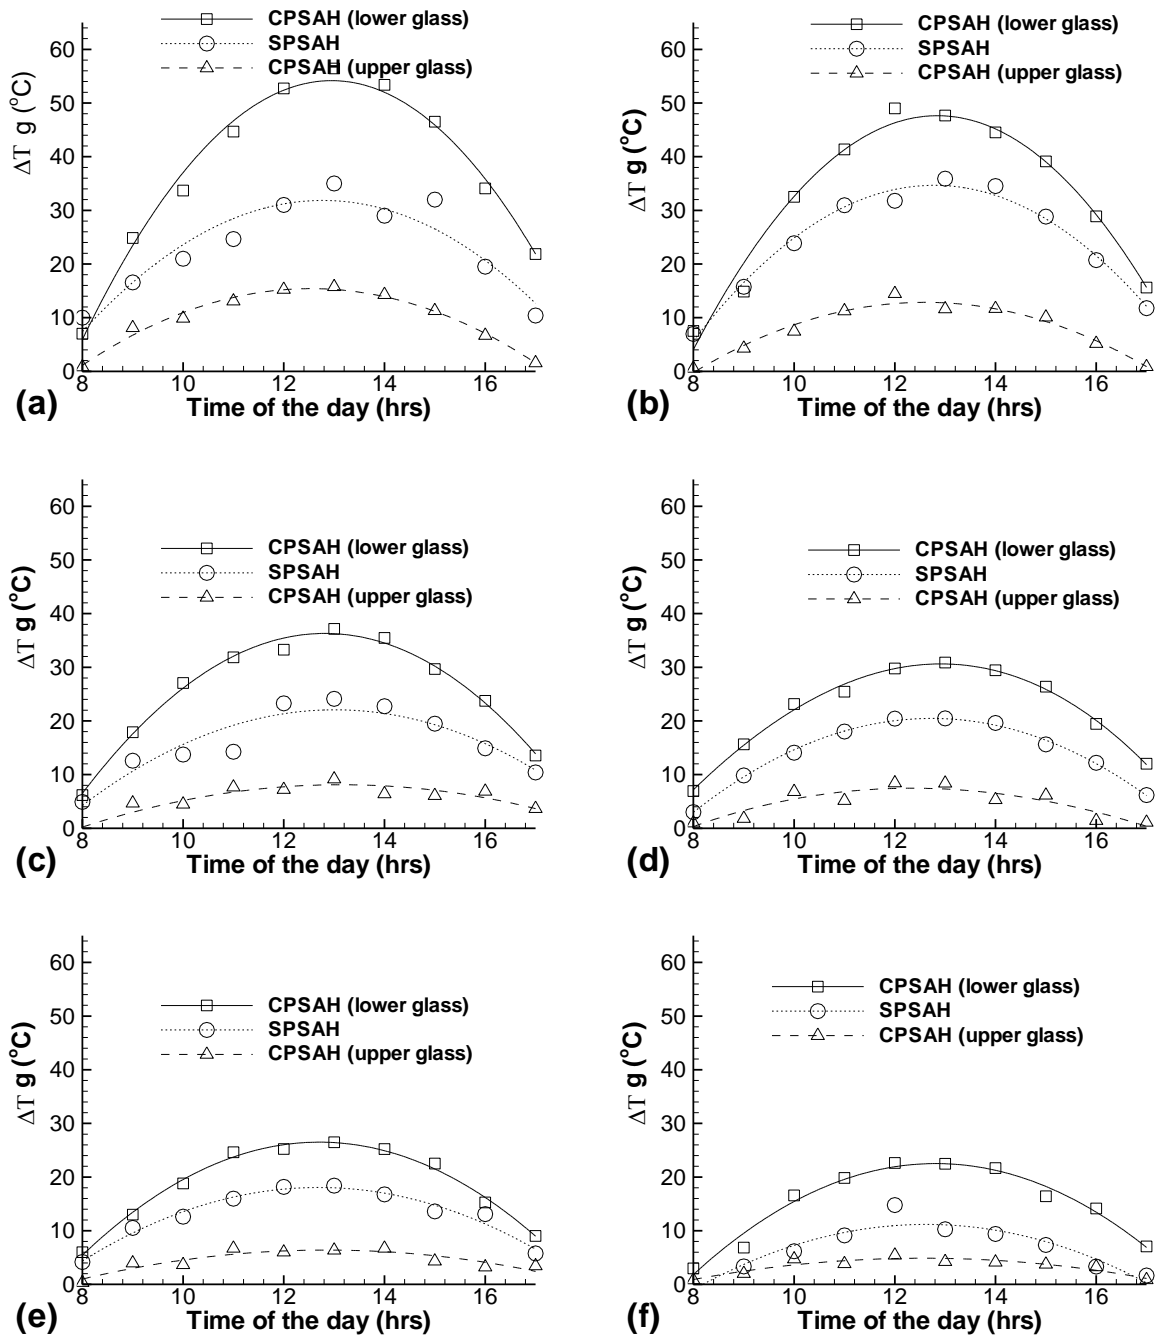 CPSAH (lower glass)
SPSAH
CPSAH (upper glass)
60
50
40
30
20
10
0
ΔT g (°C)
8 10 12 14 16
Time of the day (hrs)
(a)
CPSAH (lower glass)
SPSAH
CPSAH (upper glass)
60
50
40
30
20
10
0
ΔT g (°C)
8 10 12 14 16
Time of the day (hrs)
(b)
60
50
40
30
20
10
0
CPSAH (lower glass)
SPSAH
CPSAH (upper glass)
ΔT g (°C)
8 10 12 14 16
Time of the day (hrs)
(c)
60
50
40
30
20
10
0
CPSAH (lower glass)
SPSAH
CPSAH (upper glass)
ΔT g (°C)
8 10 12 14 16
Time of the day (hrs)
(d)
60
50
40
30
20
10
0
CPSAH (lower glass)
SPSAH
CPSAH (upper glass)
ΔT g (°C)
8 10 12 14 16
Time of the day (hrs)
(e)
60
50
40
30
20
10
0
CPSAH (lower glass)
SPSAH
CPSAH (upper glass)
ΔT g (°C)
8 10 12 14 16
Time of the day (hrs)
(f)